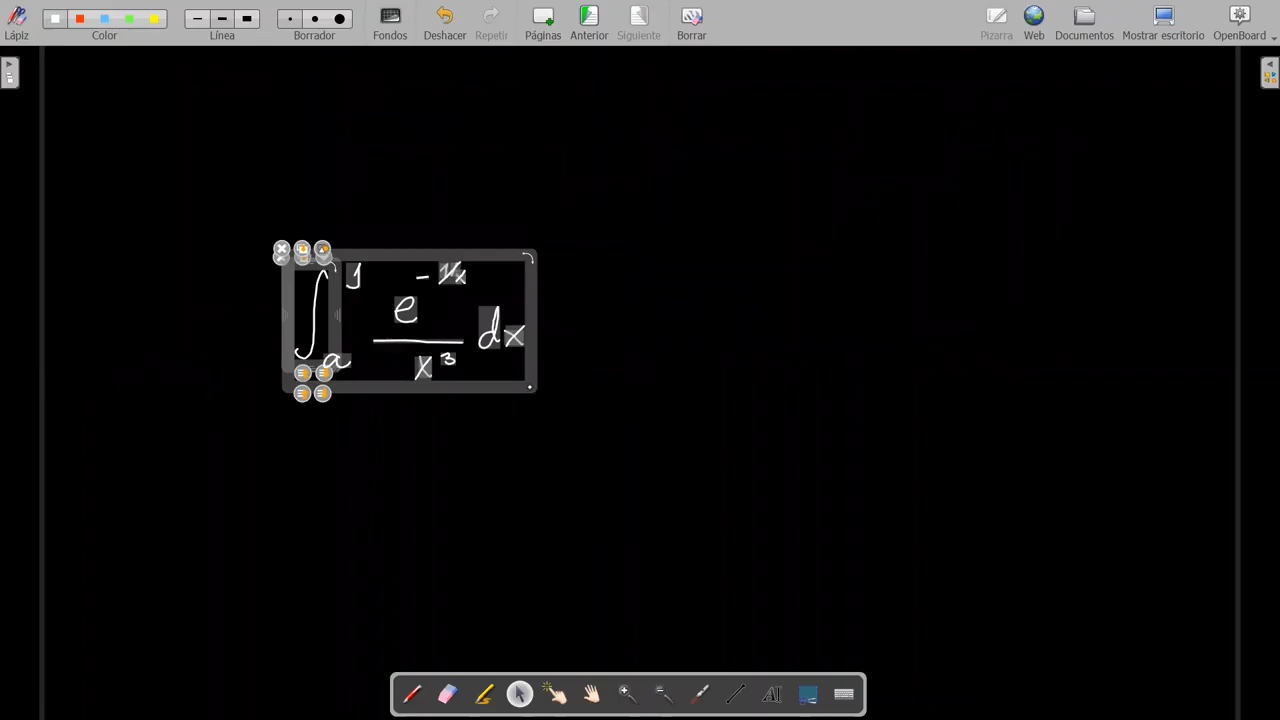 Lápiz Color Línea Borrador Fondos Deshacer Repetir Páginas Anterior Siguiente Borrar Pizarra Web Documentos Mostrar escritorio OpenBoard
∫ₐ¹ e^(-1/x) / x³ dx
AI